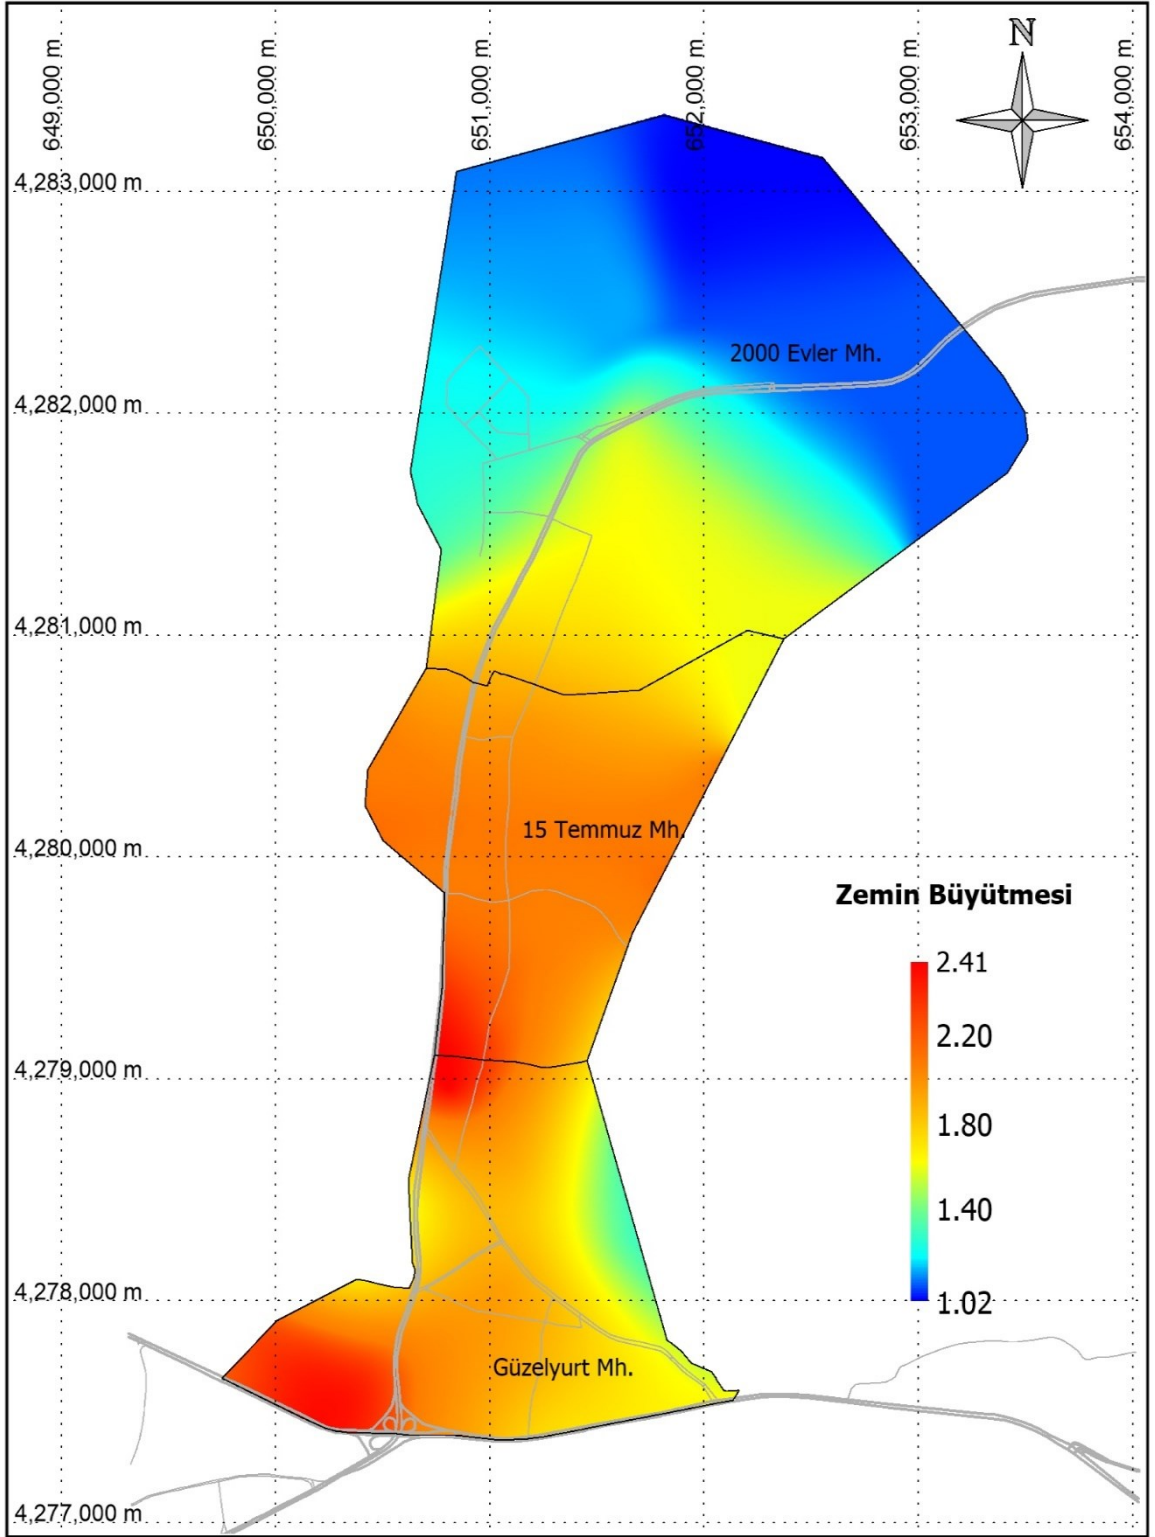 649,000 m
650,000 m
651,000 m
652,000 m
653,000 m
654,000 m
N
4,283,000 m
2000 Evler Mh.
4,282,000 m
4,281,000 m
15 Temmuz Mh.
4,280,000 m
Zemin Büyütmesi
2.41
2.20
4,279,000 m
1.80
1.40
4,278,000 m
1.02
Güzelyurt Mh.
4,277,000 m